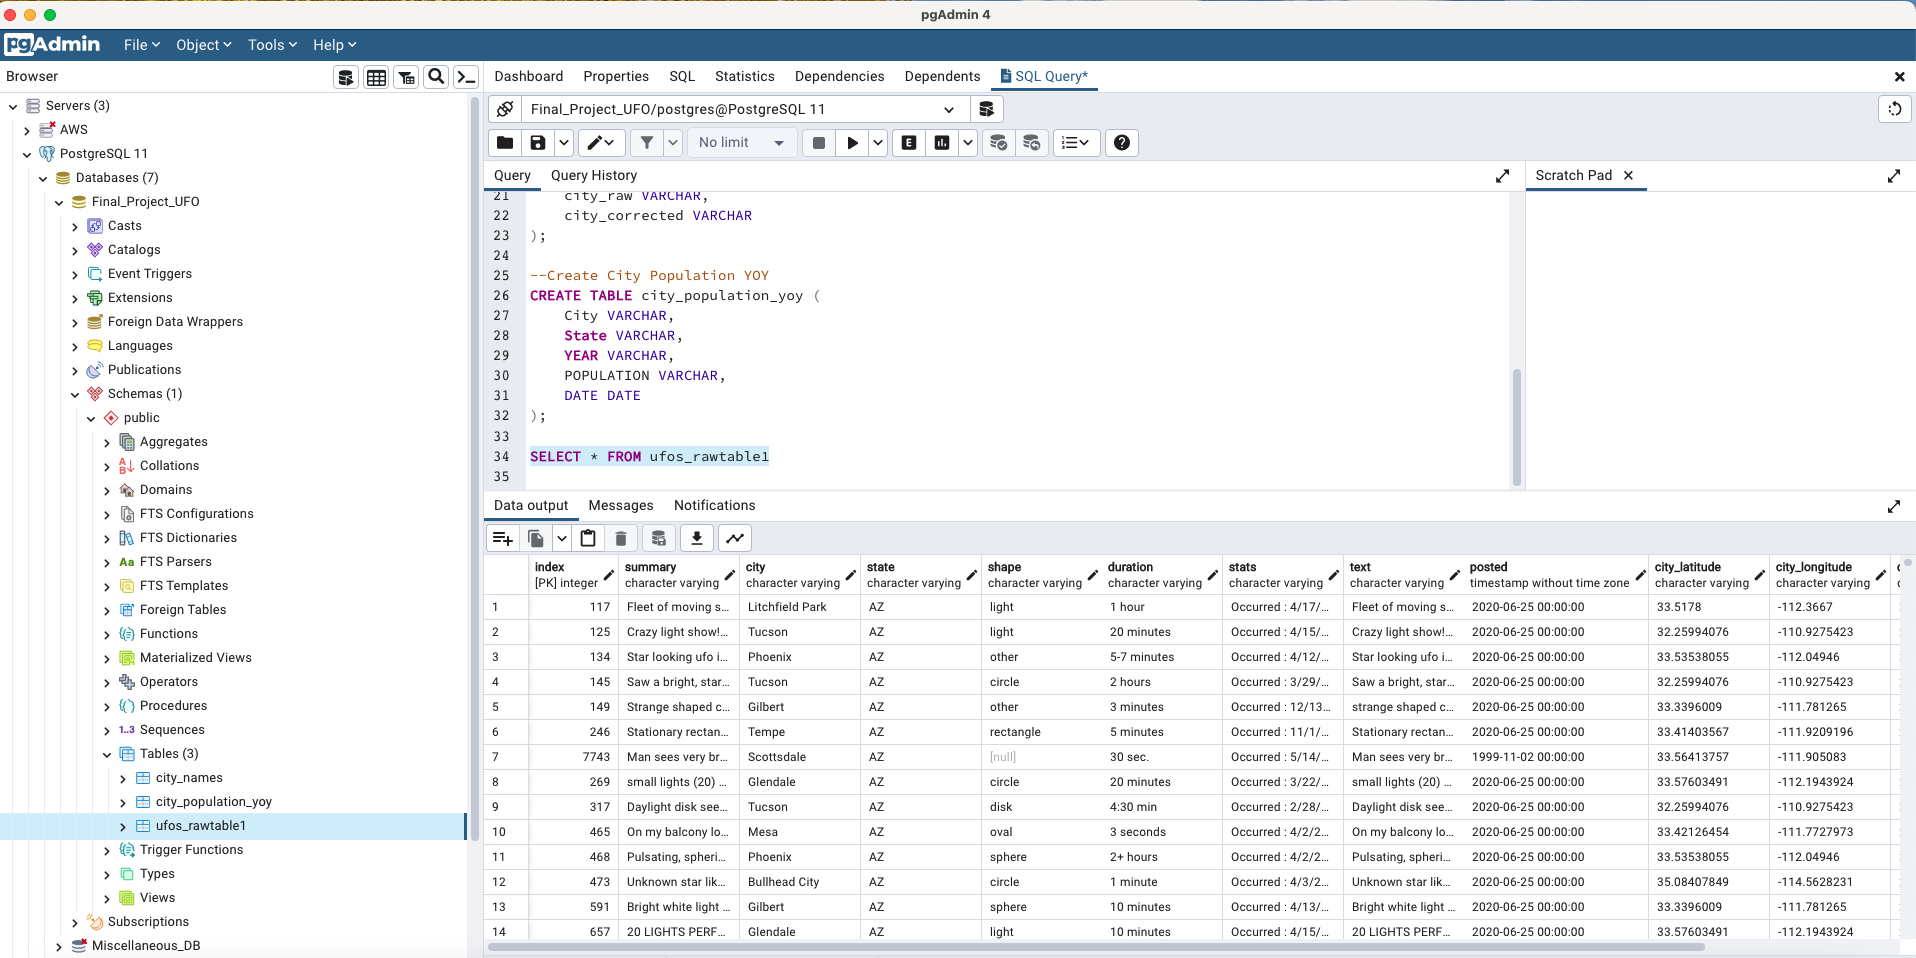 pgAdmin 4
pgAdmin File Object Tools Help
Browser
Dashboard Properties SQL Statistics Dependencies Dependents SQL Query*
Servers (3)
AWS
PostgreSQL 11
Databases (7)
Final_Project_UFO
Casts
Catalogs
Event Triggers
Extensions
Foreign Data Wrappers
Languages
Publications
Schemas (1)
public
Aggregates
Collations
Domains
FTS Configurations
FTS Dictionaries
Aa FTS Parsers
FTS Templates
Foreign Tables
Functions
Materialized Views
Operators
Procedures
1..3 Sequences
Tables (3)
city_names
city_population_yoy
ufos_rawtable1
Trigger Functions
Types
Views
Subscriptions
Miscellaneous_DB
Final_Project_UFO/postgres@PostgreSQL 11
No limit
E
Query Query History
Scratch Pad
21 city_raw VARCHAR,
22 city_corrected VARCHAR
23 );
24
25 --Create City Population YOY
26 CREATE TABLE city_population_yoy (
27 City VARCHAR,
28 State VARCHAR,
29 YEAR VARCHAR,
30 POPULATION VARCHAR,
31 DATE DATE
32 );
33
34 SELECT * FROM ufos_rawtable1
35
Data output Messages Notifications
index summary city state shape duration stats text posted city_latitude city_longitude
[PK] integer character varying character varying character varying character varying character varying character varying character varying timestamp without time zone character varying character varying
1 117 Fleet of moving s... Litchfield Park AZ light 1 hour Occurred : 4/17/... Fleet of moving s... 2020-06-25 00:00:00 33.5178 -112.3667
2 125 Crazy light show!... Tucson AZ light 20 minutes Occurred : 4/15/... Crazy light show!... 2020-06-25 00:00:00 32.25994076 -110.9275423
3 134 Star looking ufo i... Phoenix AZ other 5-7 minutes Occurred : 4/12/... Star looking ufo i... 2020-06-25 00:00:00 33.53538055 -112.04946
4 145 Saw a bright, star... Tucson AZ circle 2 hours Occurred : 3/29/... Saw a bright, star... 2020-06-25 00:00:00 32.25994076 -110.9275423
5 149 Strange shaped c... Gilbert AZ other 3 minutes Occurred : 12/13... strange shaped c... 2020-06-25 00:00:00 33.3396009 -111.781265
6 246 Stationary rectan... Tempe AZ rectangle 5 minutes Occurred : 11/1/... Stationary rectan... 2020-06-25 00:00:00 33.41403567 -111.9209196
7 7743 Man sees very br... Scottsdale AZ [null] 30 sec. Occurred : 5/14/... Man sees very br... 1999-11-02 00:00:00 33.56413757 -111.905083
8 269 small lights (20) ... Glendale AZ circle 20 minutes Occurred : 3/22/... small lights (20) ... 2020-06-25 00:00:00 33.57603491 -112.1943924
9 317 Daylight disk see... Tucson AZ disk 4:30 min Occurred : 2/28/... Daylight disk see... 2020-06-25 00:00:00 32.25994076 -110.9275423
10 465 On my balcony lo... Mesa AZ oval 3 seconds Occurred : 4/2/2... On my balcony lo... 2020-06-25 00:00:00 33.42126454 -111.7727973
11 468 Pulsating, spheri... Phoenix AZ sphere 2+ hours Occurred : 4/2/2... Pulsating, spheri... 2020-06-25 00:00:00 33.53538055 -112.04946
12 473 Unknown star lik... Bullhead City AZ circle 1 minute Occurred : 4/3/2... Unknown star lik... 2020-06-25 00:00:00 35.08407849 -114.5628231
13 591 Bright white light ... Gilbert AZ sphere 10 minutes Occurred : 4/13/... Bright white light ... 2020-06-25 00:00:00 33.3396009 -111.781265
14 657 20 LIGHTS PERF... Glendale AZ light 10 minutes Occurred : 4/15/... 20 LIGHTS PERF... 2020-06-25 00:00:00 33.57603491 -112.1943924